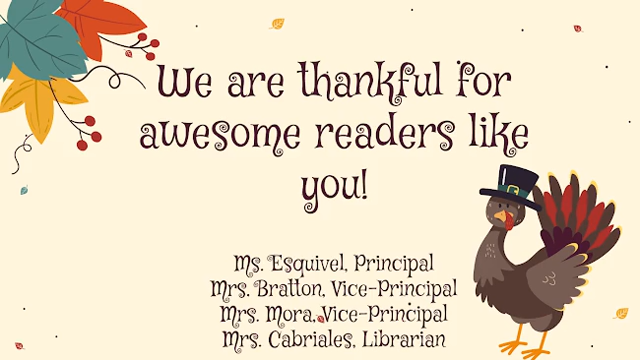 We are thankful for
awesome readers like
you!
Ms. Esquivel, Principal
Mrs. Bratton, Vice-Principal
Mrs. Mora, Vice-Principal
Mrs. Cabriales, Librarian